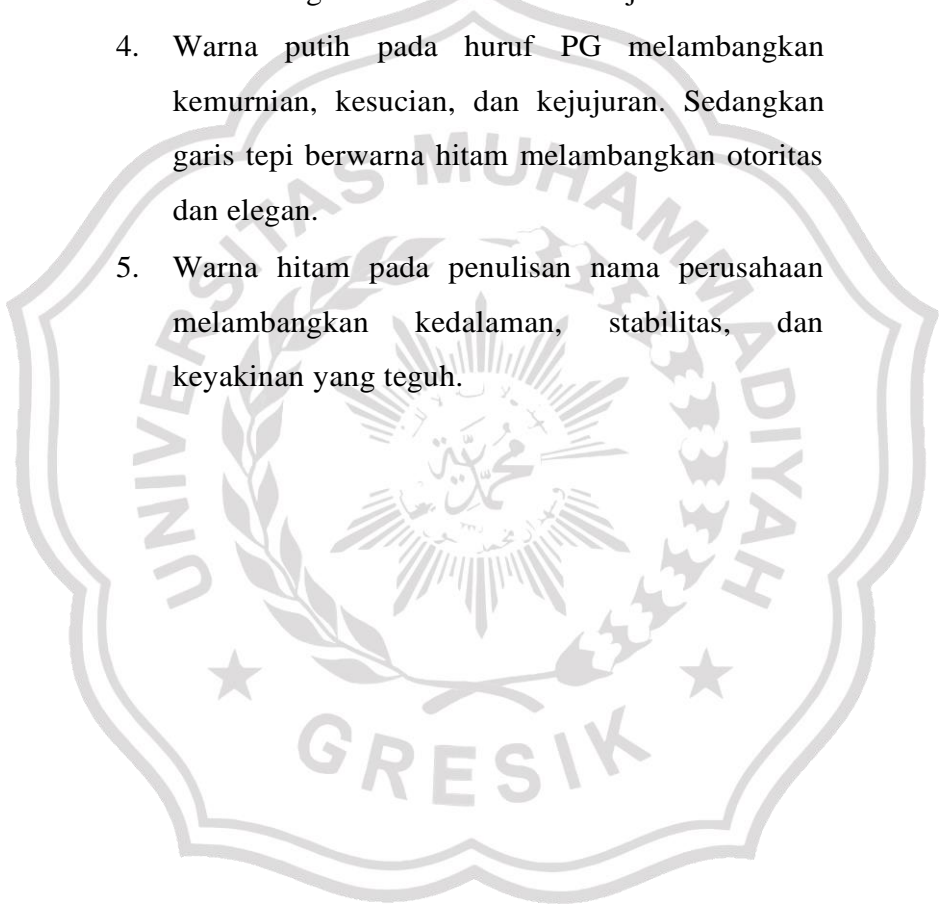 4. Warna putih pada huruf PG melambangkan
kemurnian, kesucian, dan kejujuran. Sedangkan
garis tepi berwarna hitam melambangkan otoritas
dan elegan.
5. Warna hitam pada penulisan nama perusahaan
melambangkan kedalaman, stabilitas, dan
keyakinan yang teguh.
UNIVERSITAS MUHAMMADIYAH
محمدية
GRESIK